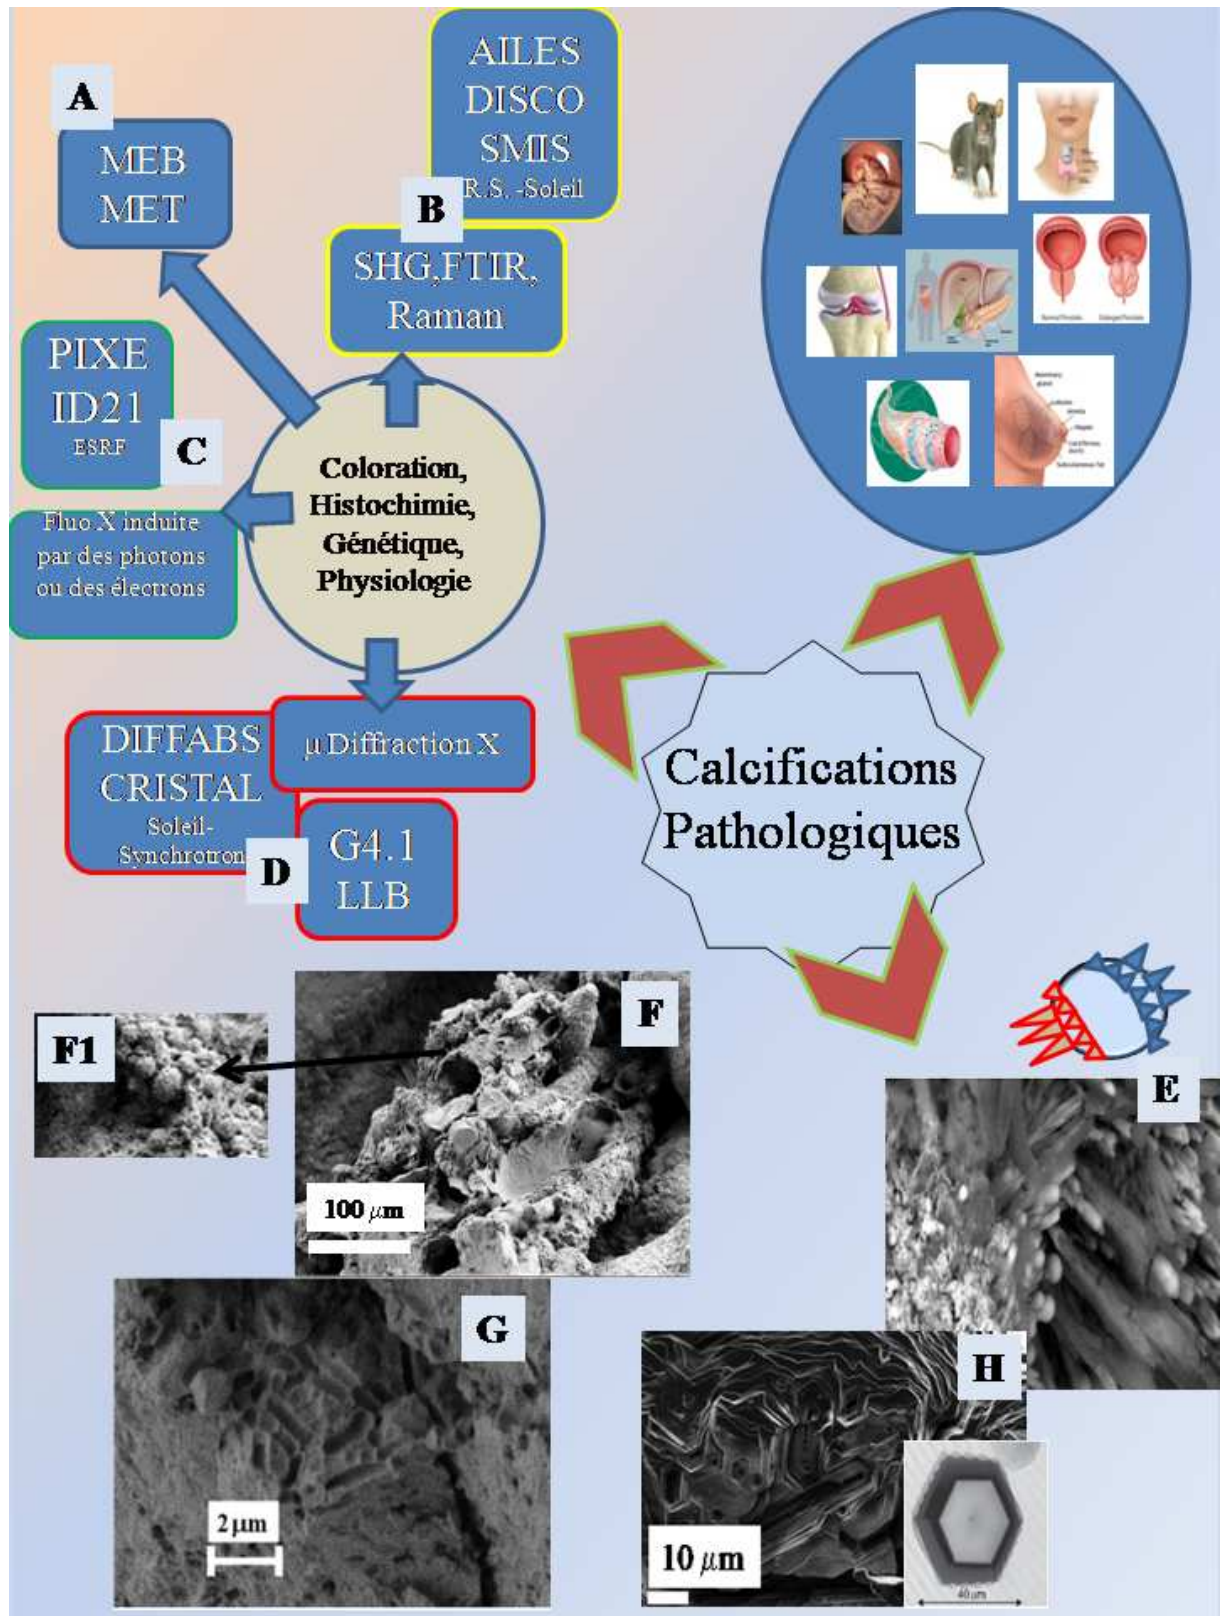 A
MEB
MET
AILES
DISCO
SMIS
R.S. -Soleil
B
SHG,FTIR,
Raman
PIXE
ID21
ESRF
C
Fluo X induite
par des photons
ou des électrons
Coloration,
Histochimie,
Génétique,
Physiologie
DIFFABS
CRISTAL
Soleil-
Synchrotron
µ Diffraction X
D
G4.1
LLB
Calcifications
Pathologiques
E
F1
F
100 µm
G
2 µm
H
10 µm
40 µm